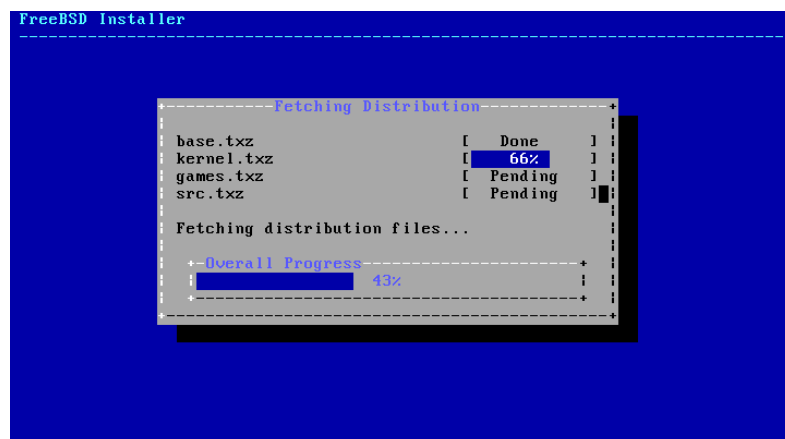 FreeBSD Installer
Fetching Distribution
base.txz [ Done ]
kernel.txz [ 66% ]
games.txz [ Pending ]
src.txz [ Pending ]
Fetching distribution files...
Overall Progress
43%